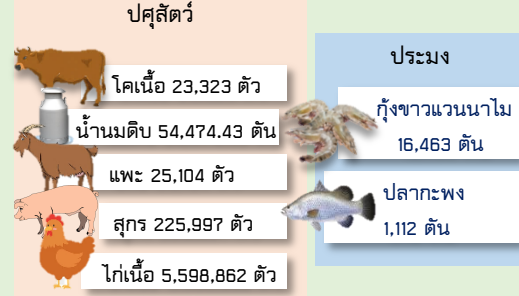 ปศุสัตว์
โคเนื้อ 23,323 ตัว
น้ำนมดิบ 54,474.43 ตัน
แพะ 25,104 ตัว
สุกร 225,997 ตัว
ไก่เนื้อ 5,598,862 ตัว
ประมง
กุ้งขาวแวนนาไม
16,463 ตัน
ปลากะพง
1,112 ตัน